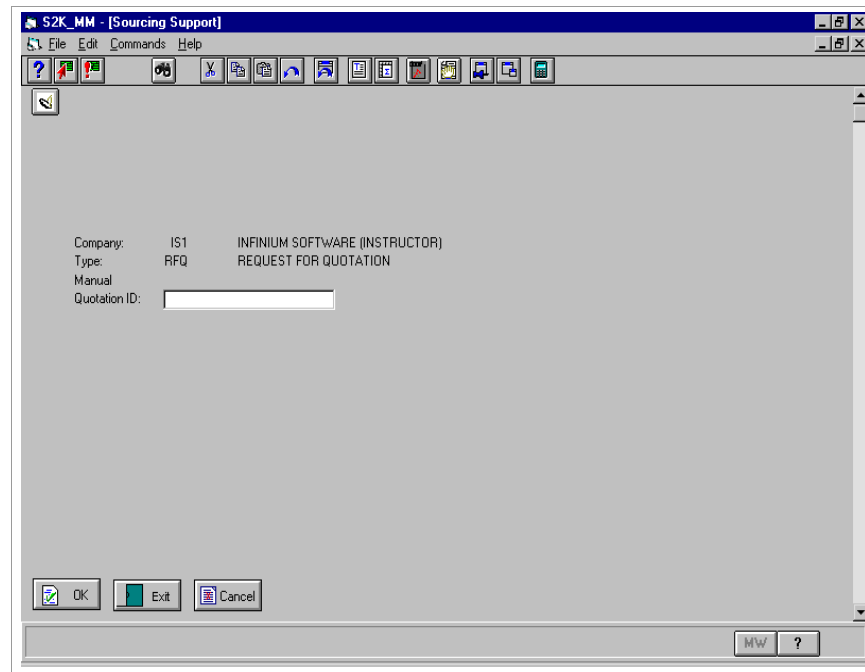 S2K_MM - [Sourcing Support]
File Edit Commands Help
Company: IS1 INFINIUM SOFTWARE (INSTRUCTOR)
Type: RFQ REQUEST FOR QUOTATION
Manual
Quotation ID:
OK Exit Cancel
MW ?